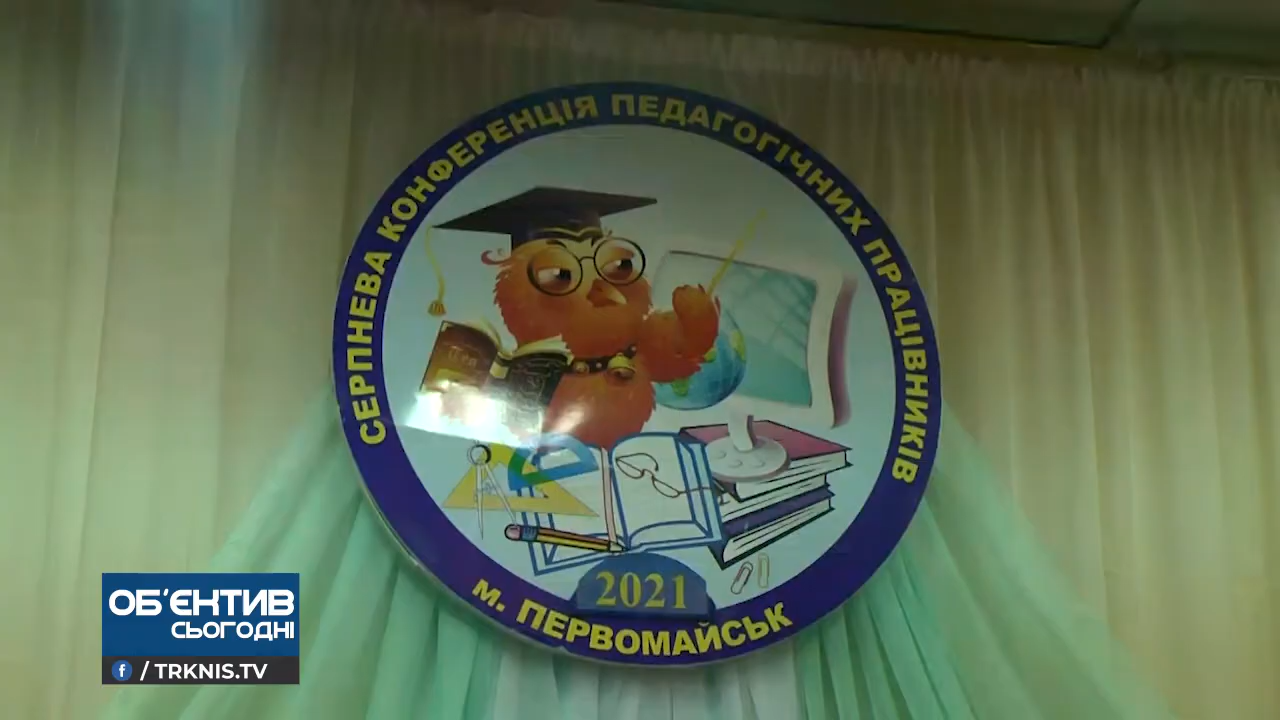 СЕРПНЕВА КОНФЕРЕНЦІЯ ПЕДАГОГІЧНИХ ПРАЦІВНИКІВ
2021
м. ПЕРВОМАЙСЬК
ОБ'ЄКТИВ
СЬОГОДНІ
f / TRKNIS.TV